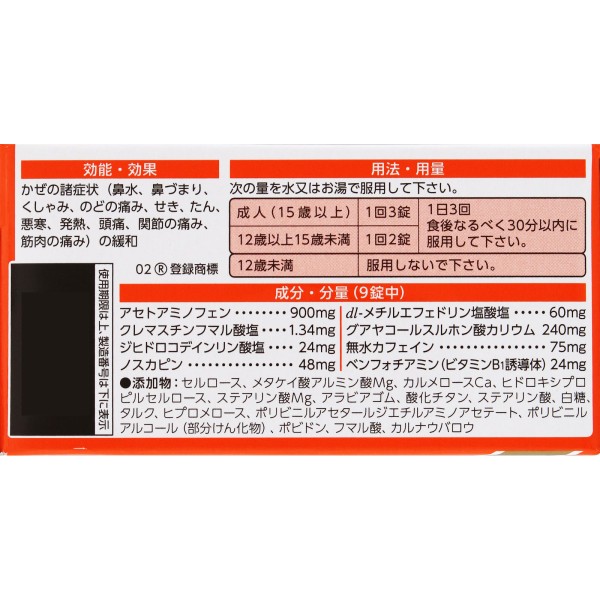 効能・効果
かぜの諸症状（鼻水、鼻づまり、
くしゃみ、のどの痛み、せき、たん、
悪寒、発熱、頭痛、関節の痛み、
筋肉の痛み）の緩和
02 ® 登録商標
用法・用量
次の量を水又はお湯で服用して下さい。
成人（15歳以上） 1回3錠 1日3回
食後なるべく30分以内に
服用して下さい。
12歳以上15歳未満 1回2錠
12歳未満 服用しないで下さい。
使用期限は上、製造番号は下に表示
成分・分量（9錠中）
アセトアミノフェン ········· 900mg
クレマスチンフマル酸塩 ····· 1.34mg
ジヒドロコデインリン酸塩 ····· 24mg
ノスカピン ··············· 48mg
dl-メチルエフェドリン塩酸塩 ····· 60mg
グアヤコールスルホン酸カリウム 240mg
無水カフェイン ············ 75mg
ベンフォチアミン（ビタミンB1誘導体）24mg
●添加物：セルロース、メタケイ酸アルミン酸Mg、カルメロースCa、ヒドロキシプロ
ピルセルロース、ステアリン酸Mg、アラビアゴム、酸化チタン、ステアリン酸、白糖、
タルク、ヒプロメロース、ポリビニルアセタールジエチルアミノアセテート、ポリビニル
アルコール（部分けん化物）、ポビドン、フマル酸、カルナウバロウ